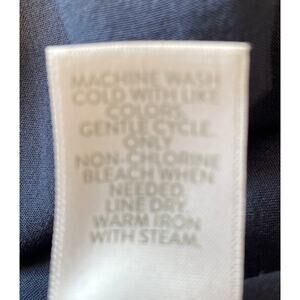 MACHINE WASH
COLD WITH LIKE
COLORS.
GENTLE CYCLE.
ONLY
NON-CHLORINE
BLEACH WHEN
NEEDED.
LINE DRY.
WARM IRON
WITH STEAM.